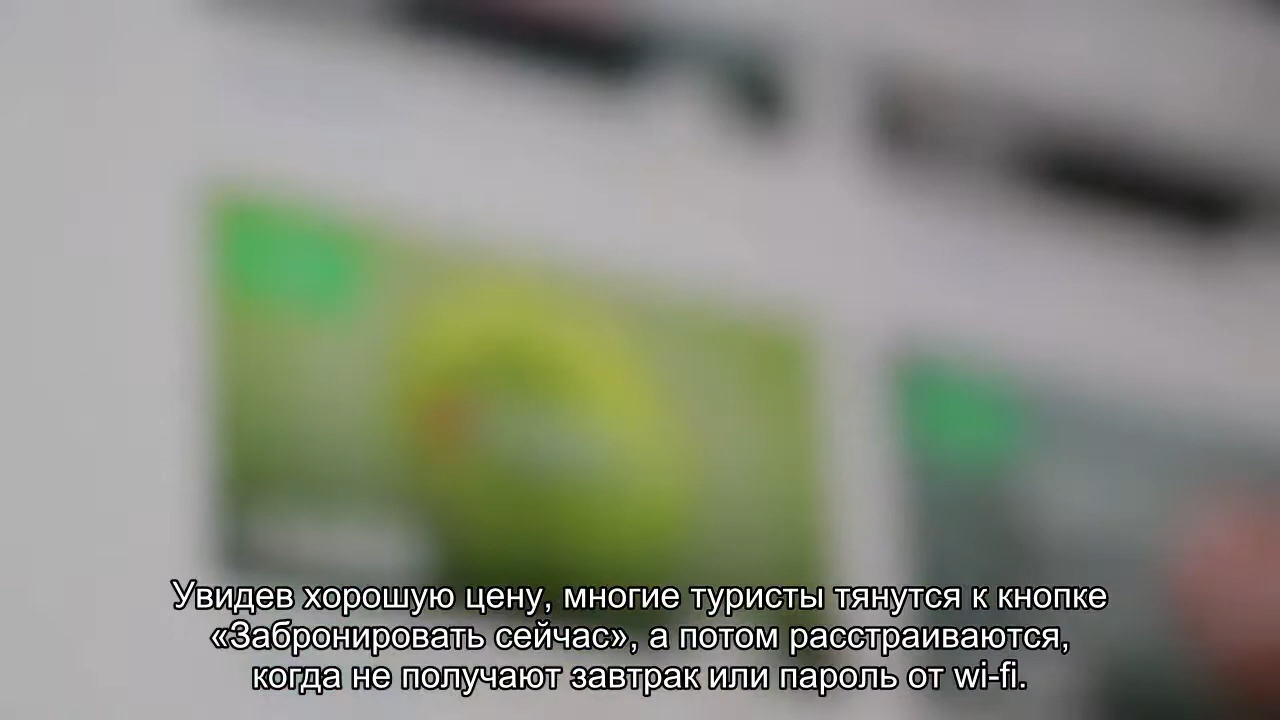 Увидев хорошую цену, многие туристы тянутся к кнопке
«Забронировать сейчас», а потом расстраиваются,
когда не получают завтрак или пароль от wi-fi.